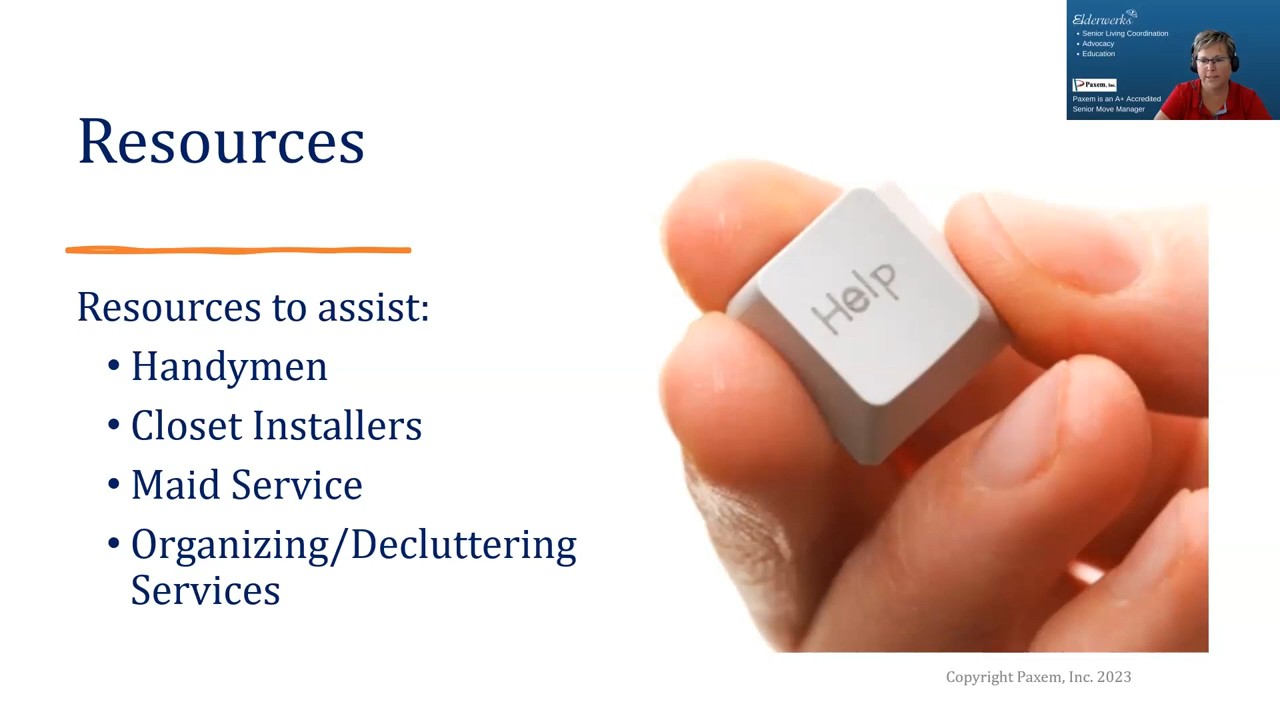 Elderwerks
• Senior Living Coordination
• Advocacy
• Education
Paxem, Inc.
Paxem is an A+ Accredited
Senior Move Manager
Resources
Resources to assist:
• Handymen
• Closet Installers
• Maid Service
• Organizing/Decluttering
Services
Help
Copyright Paxem, Inc. 2023